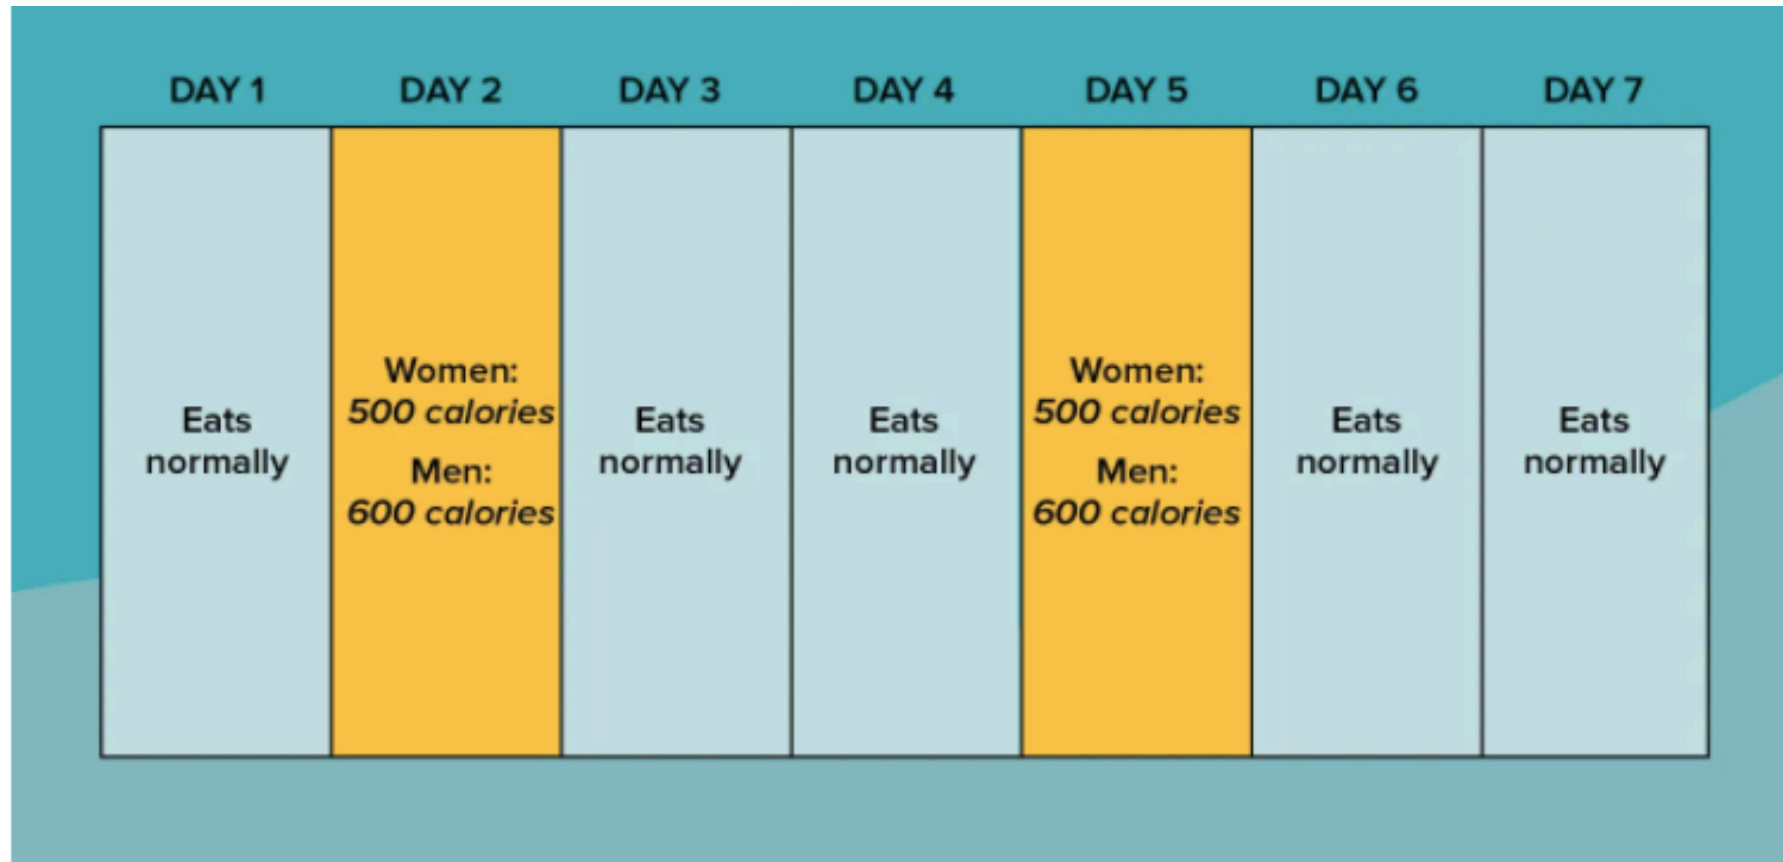 DAY 1
DAY 2
DAY 3
DAY 4
DAY 5
DAY 6
DAY 7
Eats
normally
Women:
500 calories
Men:
600 calories
Eats
normally
Eats
normally
Women:
500 calories
Men:
600 calories
Eats
normally
Eats
normally